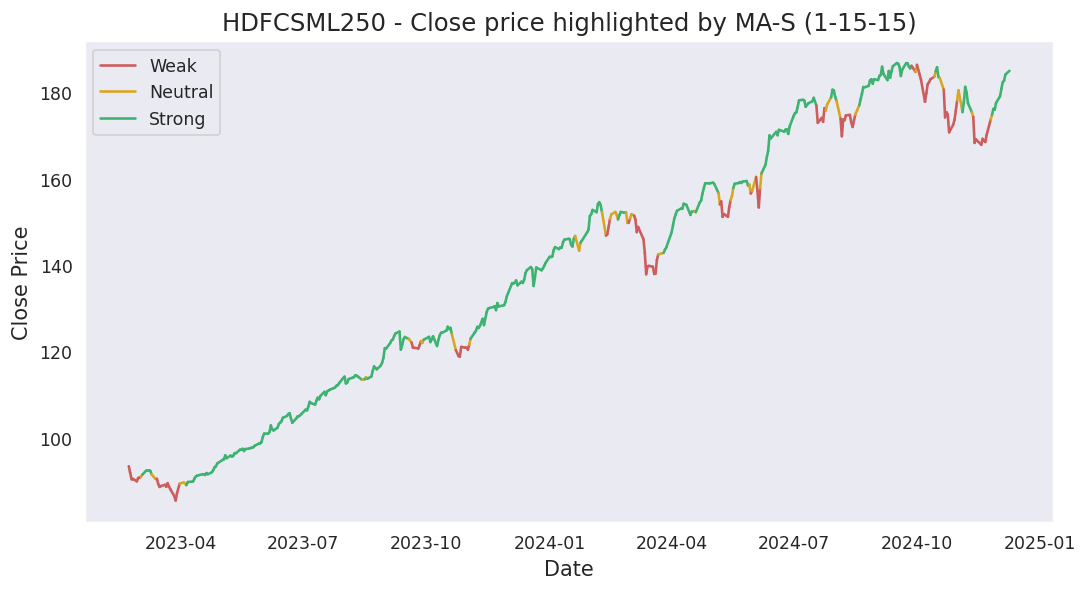 HDFCSML250 - Close price highlighted by MA-S (1-15-15)
Weak
Neutral
Strong
Close Price
180
160
140
120
100
2023-04
2023-07
2023-10
2024-01
2024-04
2024-07
2024-10
2025-01
Date